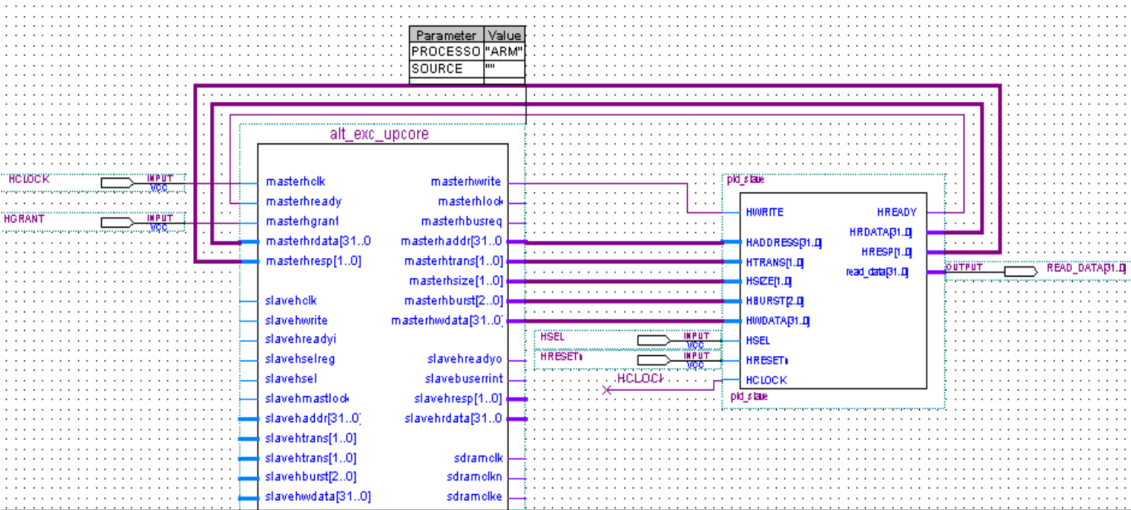 Parameter Value
PROCESSO "ARM"
SOURCE ""
alt_exc_upcore
HCLOCK INPUT VCC
HGRANT INPUT VCC
masterhclk
masterhready
masterhgrant
masterhrdata[31..0
masterhresp[1..0]
slavehclk
slavehwrite
slavehreadyi
slavehselreg
slavehsel
slavehmastlock
slavehaddr[31..0]
slavehtrans[1..0]
slavehtrans[1..0]
slavehburst[2..0]
slavehwdata[31..0]
masterhwrite
masterhlock
masterhbusreq
masterhaddr[31..0
masterhtrans[1..0]
masterhsize[1..0]
masterhburst[2..0]
masterhwdata[31..0]
slavehreadyo
slavebuserrint
slavehresp[1..0]
slavehrdata[31..0
sdramclk
sdramclkn
sdramclke
HSEL INPUT VCC
HRESETn INPUT VCC
HCLOCK
pld_slave
HWRITE
HADDRESS[31..0]
HTRANS[1..0]
HSIZE[1..0]
HBURST[2..0]
HWDATA[31..0]
HSEL
HRESETn
HCLOCK
HREADY
HRDATA[31..0]
HRESP[1..0]
read_data[31..0]
pld_slave
OUTPUT READ_DATA[31..0]